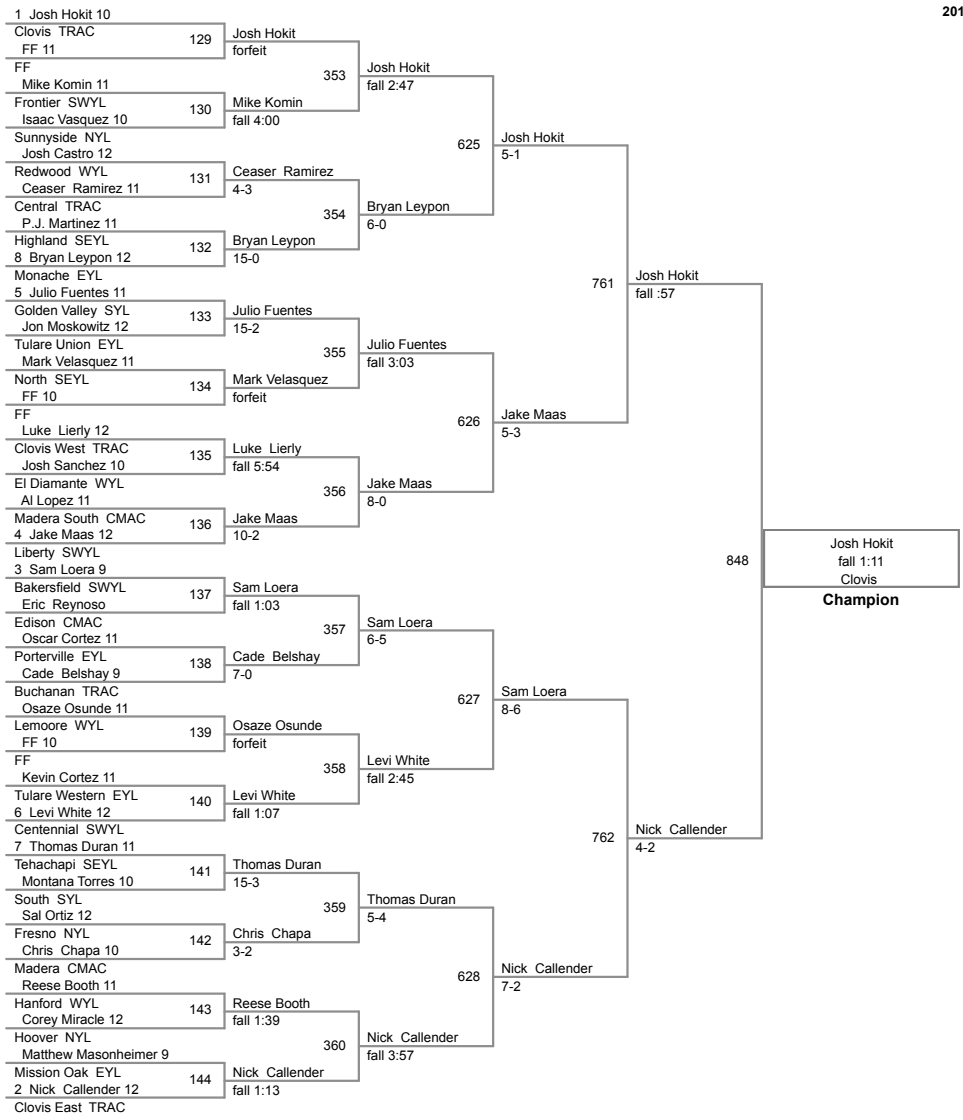 201
1 Josh Hokit 10
Clovis TRAC
FF 11
FF
Mike Komin 11
Frontier SWYL
Isaac Vasquez 10
Sunnyside NYL
Josh Castro 12
Redwood WYL
Ceaser Ramirez 11
Central TRAC
P.J. Martinez 11
Highland SEYL
8 Bryan Leypon 12
Monache EYL
5 Julio Fuentes 11
Golden Valley SYL
Jon Moskowitz 12
Tulare Union EYL
Mark Velasquez 11
North SEYL
FF 10
FF
Luke Lierly 12
Clovis West TRAC
Josh Sanchez 10
El Diamante WYL
Al Lopez 11
Madera South CMAC
4 Jake Maas 12
Liberty SWYL
3 Sam Loera 9
Bakersfield SWYL
Eric Reynoso
Edison CMAC
Oscar Cortez 11
Porterville EYL
Cade Belshay 9
Buchanan TRAC
Osaze Osunde 11
Lemoore WYL
FF 10
FF
Kevin Cortez 11
Tulare Western EYL
6 Levi White 12
Centennial SWYL
7 Thomas Duran 11
Tehachapi SEYL
Montana Torres 10
South SYL
Sal Ortiz 12
Fresno NYL
Chris Chapa 10
Madera CMAC
Reese Booth 11
Hanford WYL
Corey Miracle 12
Hoover NYL
Matthew Masonheimer 9
Mission Oak EYL
2 Nick Callender 12
Clovis East TRAC
129
130
131
132
133
134
135
136
137
138
139
140
141
142
143
144
Josh Hokit
forfeit
Mike Komin
fall 4:00
Ceaser Ramirez
4-3
Bryan Leypon
15-0
Julio Fuentes
15-2
Mark Velasquez
forfeit
Luke Lierly
fall 5:54
Jake Maas
10-2
Sam Loera
fall 1:03
Cade Belshay
7-0
Osaze Osunde
forfeit
Levi White
fall 1:07
Thomas Duran
15-3
Chris Chapa
3-2
Reese Booth
fall 1:39
Nick Callender
fall 1:13
353
354
355
356
357
358
359
360
Josh Hokit
fall 2:47
Bryan Leypon
6-0
Julio Fuentes
fall 3:03
Jake Maas
8-0
Sam Loera
6-5
Levi White
fall 2:45
Thomas Duran
5-4
Nick Callender
fall 3:57
625
626
627
628
Josh Hokit
5-1
Jake Maas
5-3
Sam Loera
8-6
Nick Callender
7-2
761
762
Josh Hokit
fall :57
Nick Callender
4-2
848
Josh Hokit
fall 1:11
Clovis
Champion